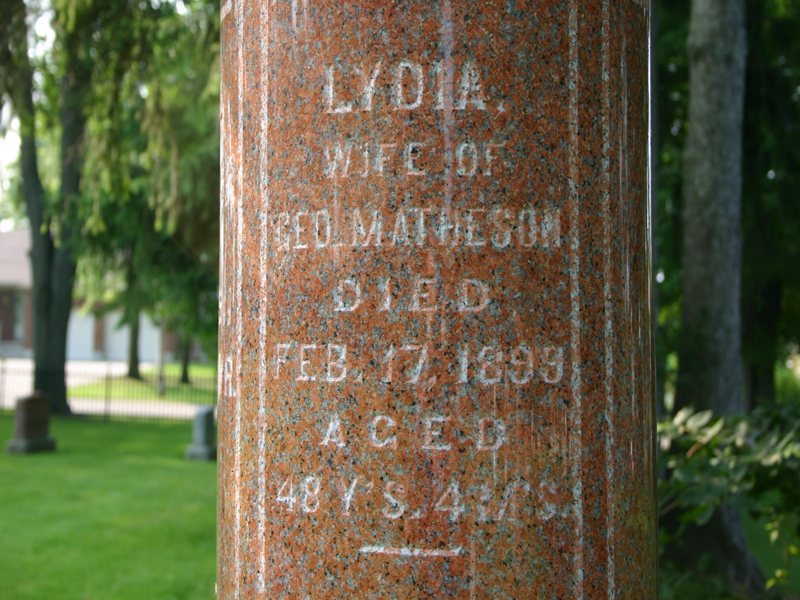 LYDIA,
WIFE OF
GEO. MATHESON
DIED
FEB. 17, 1899
AGED
48 Y'S. 4